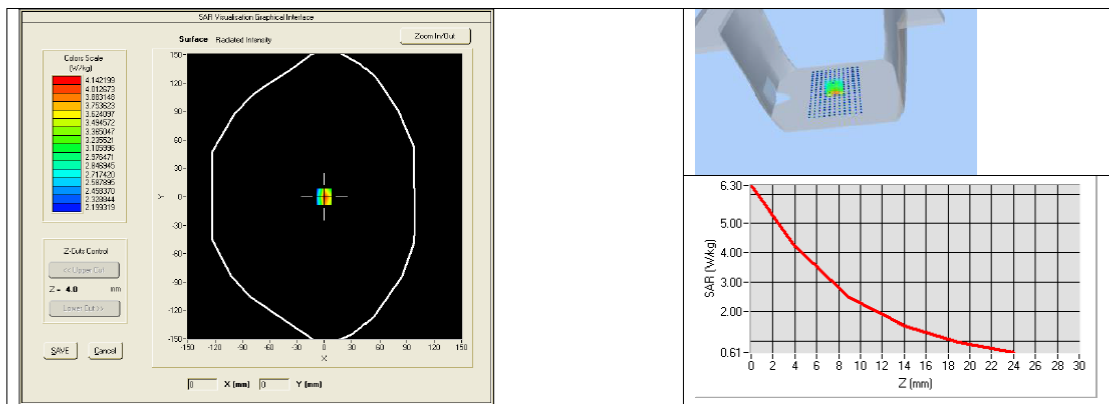 SAR Visualisation Graphical Interface
Surface Radiated Intensity
Zoom In/Out
Colors Scale
(W/kg)
4.142199
4.012673
3.883148
3.753623
3.624097
3.494572
3.365047
3.235521
3.105996
2.976471
2.846945
2.717420
2.587895
2.458370
2.328844
2.199319
Z-Cuts Control
<< Upper Cut
Z = 4.0 mm
Lower Cut >>
SAVE Cancel
150-
120-
90-
60-
30-
0-
-30-
-60-
-90-
-120-
-150-
Y
-150 -120 -90 -60 -30 0 30 60 90 120 150
X
0 X (mm) 0 Y (mm)
6.30
4.00
3.00
2.00
0.61
SAR (W/kg)
0 2 4 6 8 10 12 14 16 18 20 22 24 26 28 30
Z (mm)